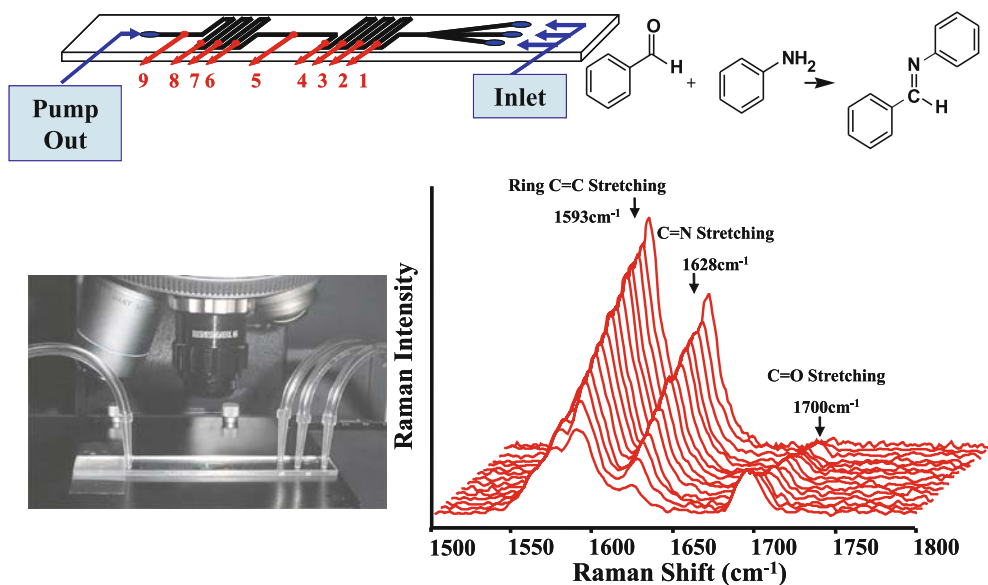 9 8 7 6 5 4 3 2 1
Pump
Out
Inlet
O
H
+
NH2
N
H
Ring C=C Stretching
1593cm-1
C=N Stretching
1628cm-1
C=O Stretching
1700cm-1
Raman Intensity
1500 1550 1600 1650 1700 1750 1800
Raman Shift (cm-1)